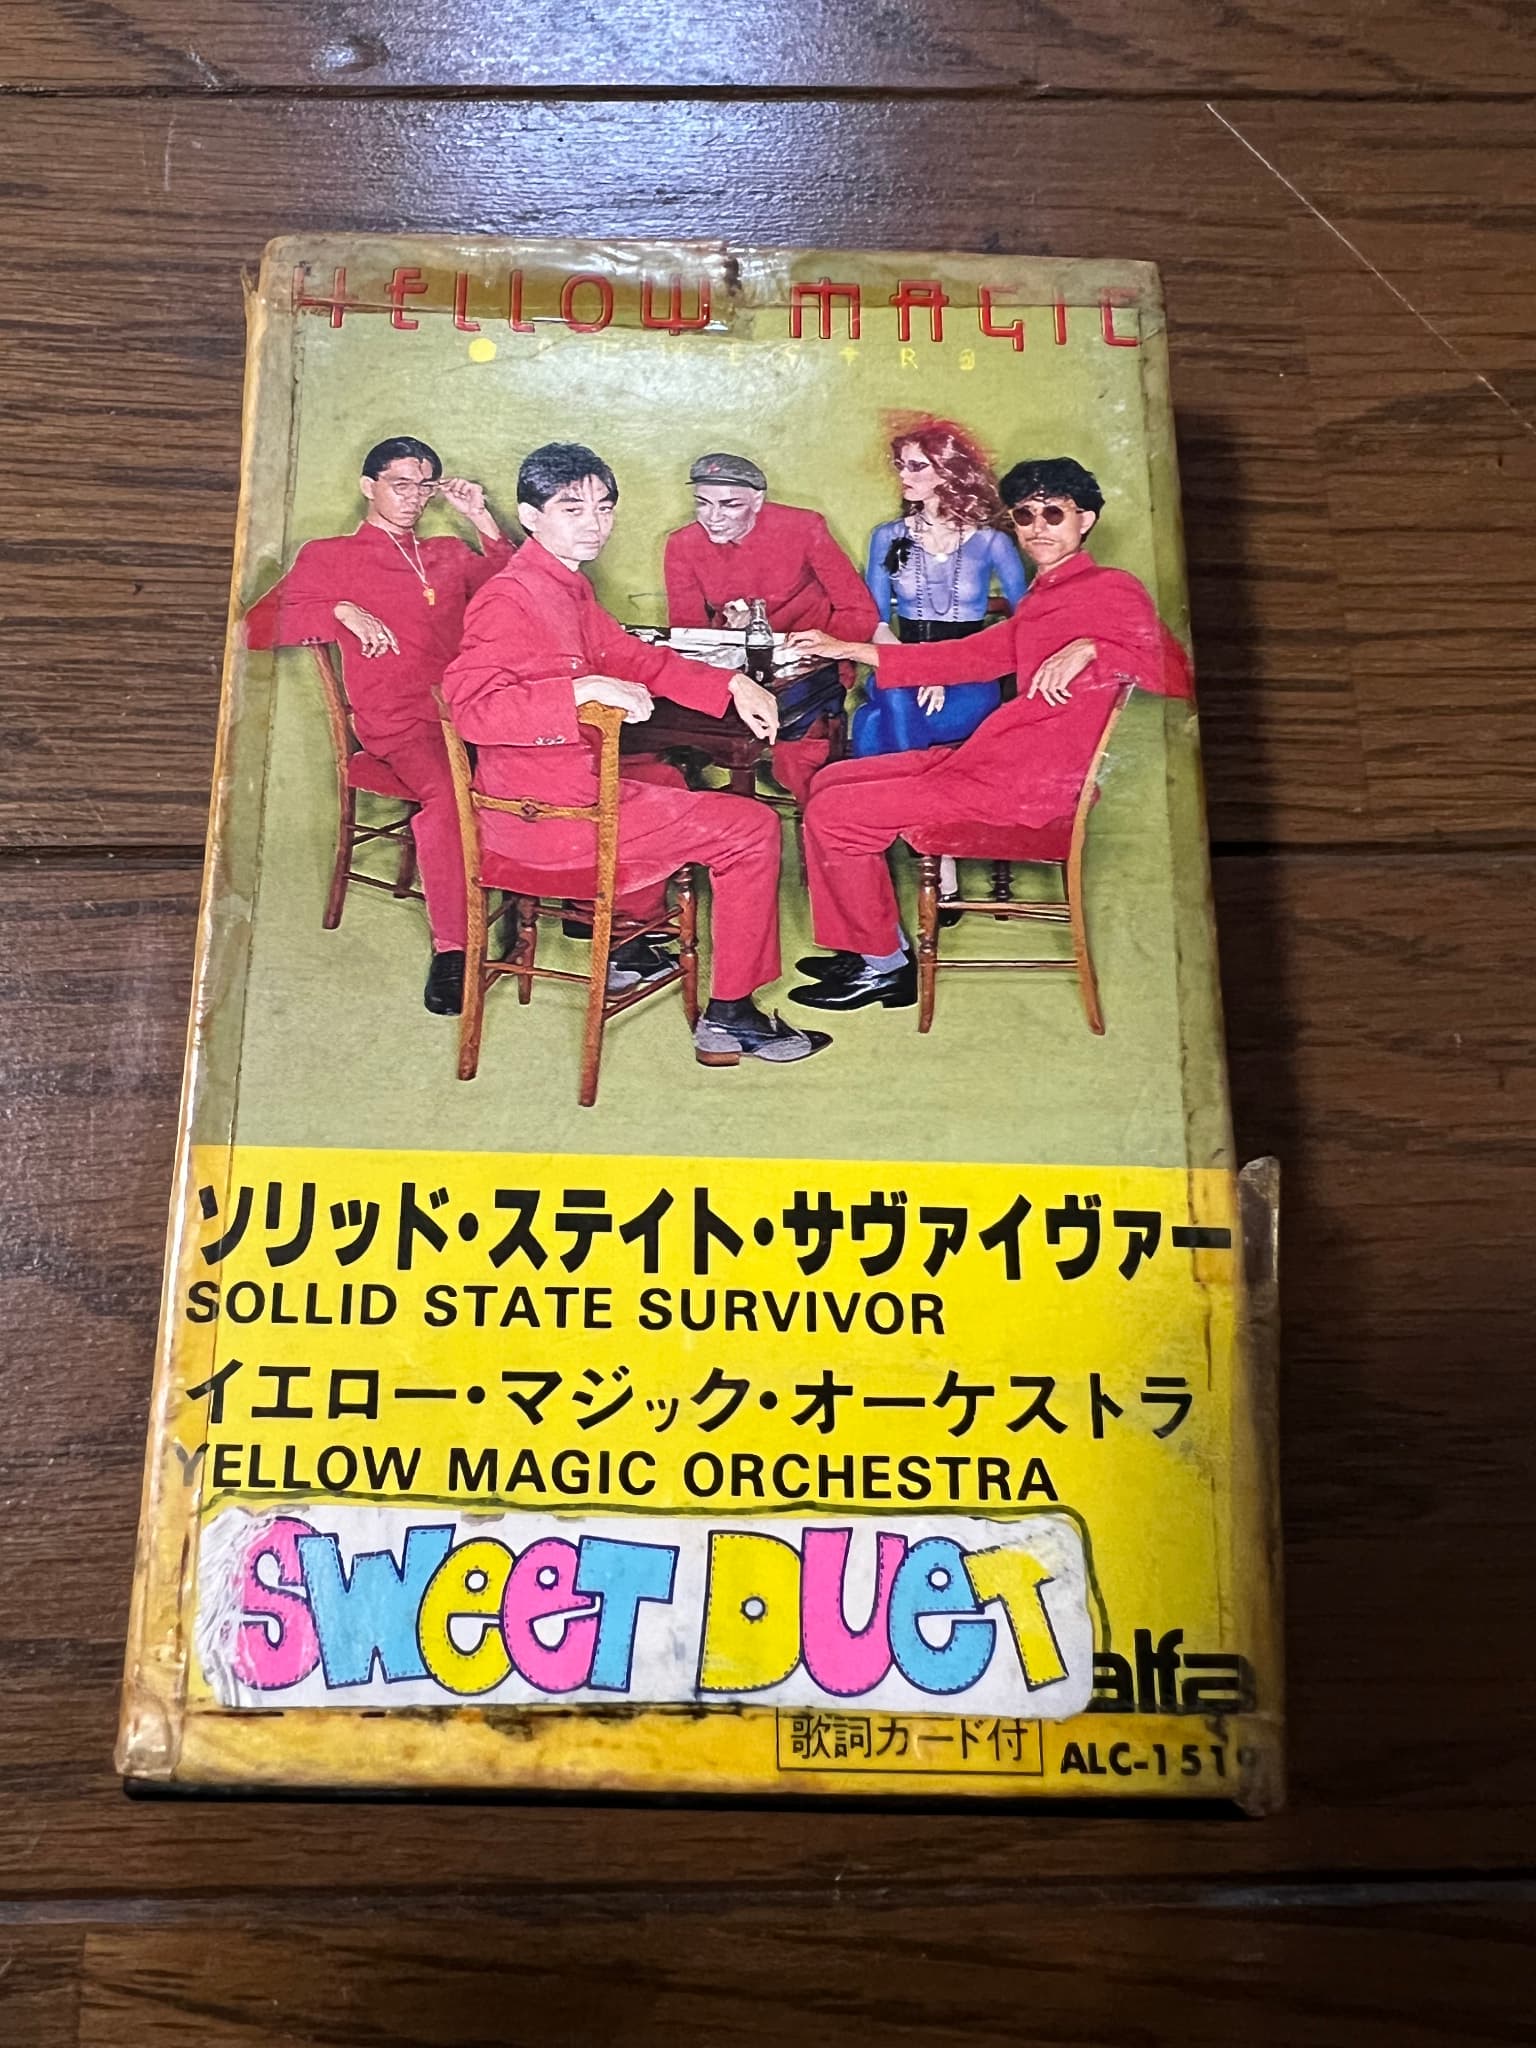 YELLOW MAGIC
ORCHESTRA
ソリッド・ステイト・サヴァイヴァー
SOLLID STATE SURVIVOR
イエロー・マジック・オーケストラ
YELLOW MAGIC ORCHESTRA
SWeeT DUeT
alfa
歌詞カード付
ALC-1519